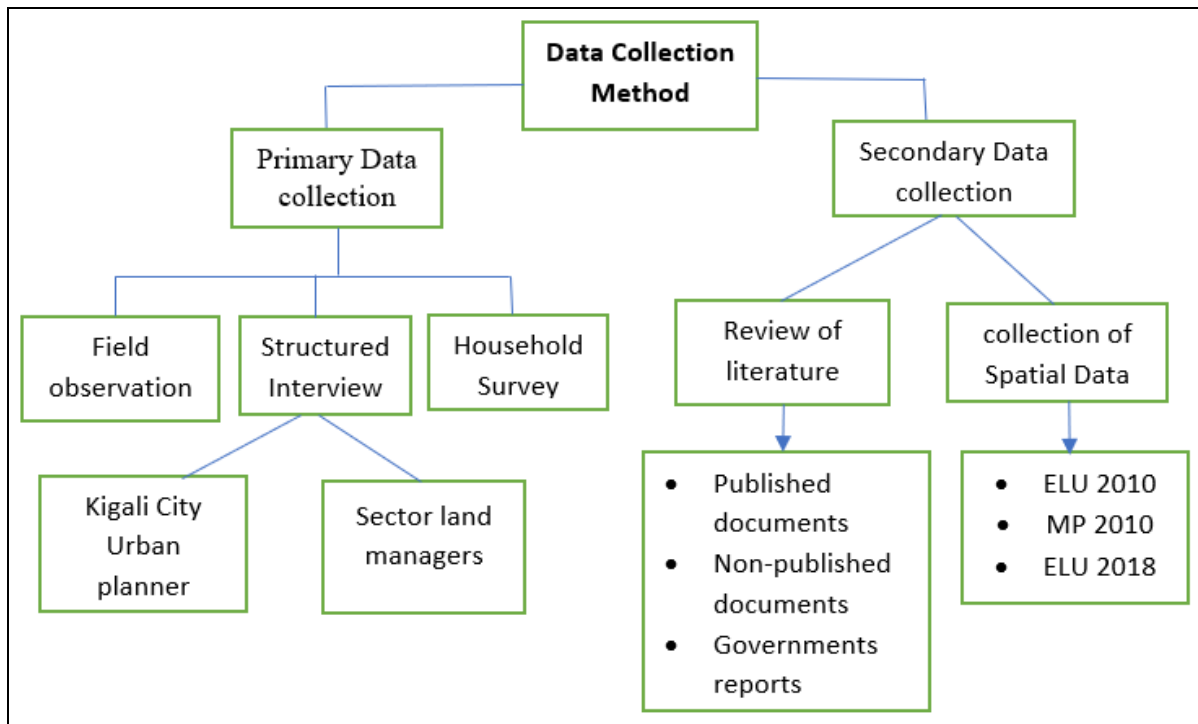 Data Collection
Method
Primary Data
collection
Secondary Data
collection
Field
observation
Structured
Interview
Household
Survey
Review of
literature
collection of
Spatial Data
Kigali City
Urban
planner
Sector land
managers
• Published
documents
• Non-published
documents
• Governments
reports
• ELU 2010
• MP 2010
• ELU 2018